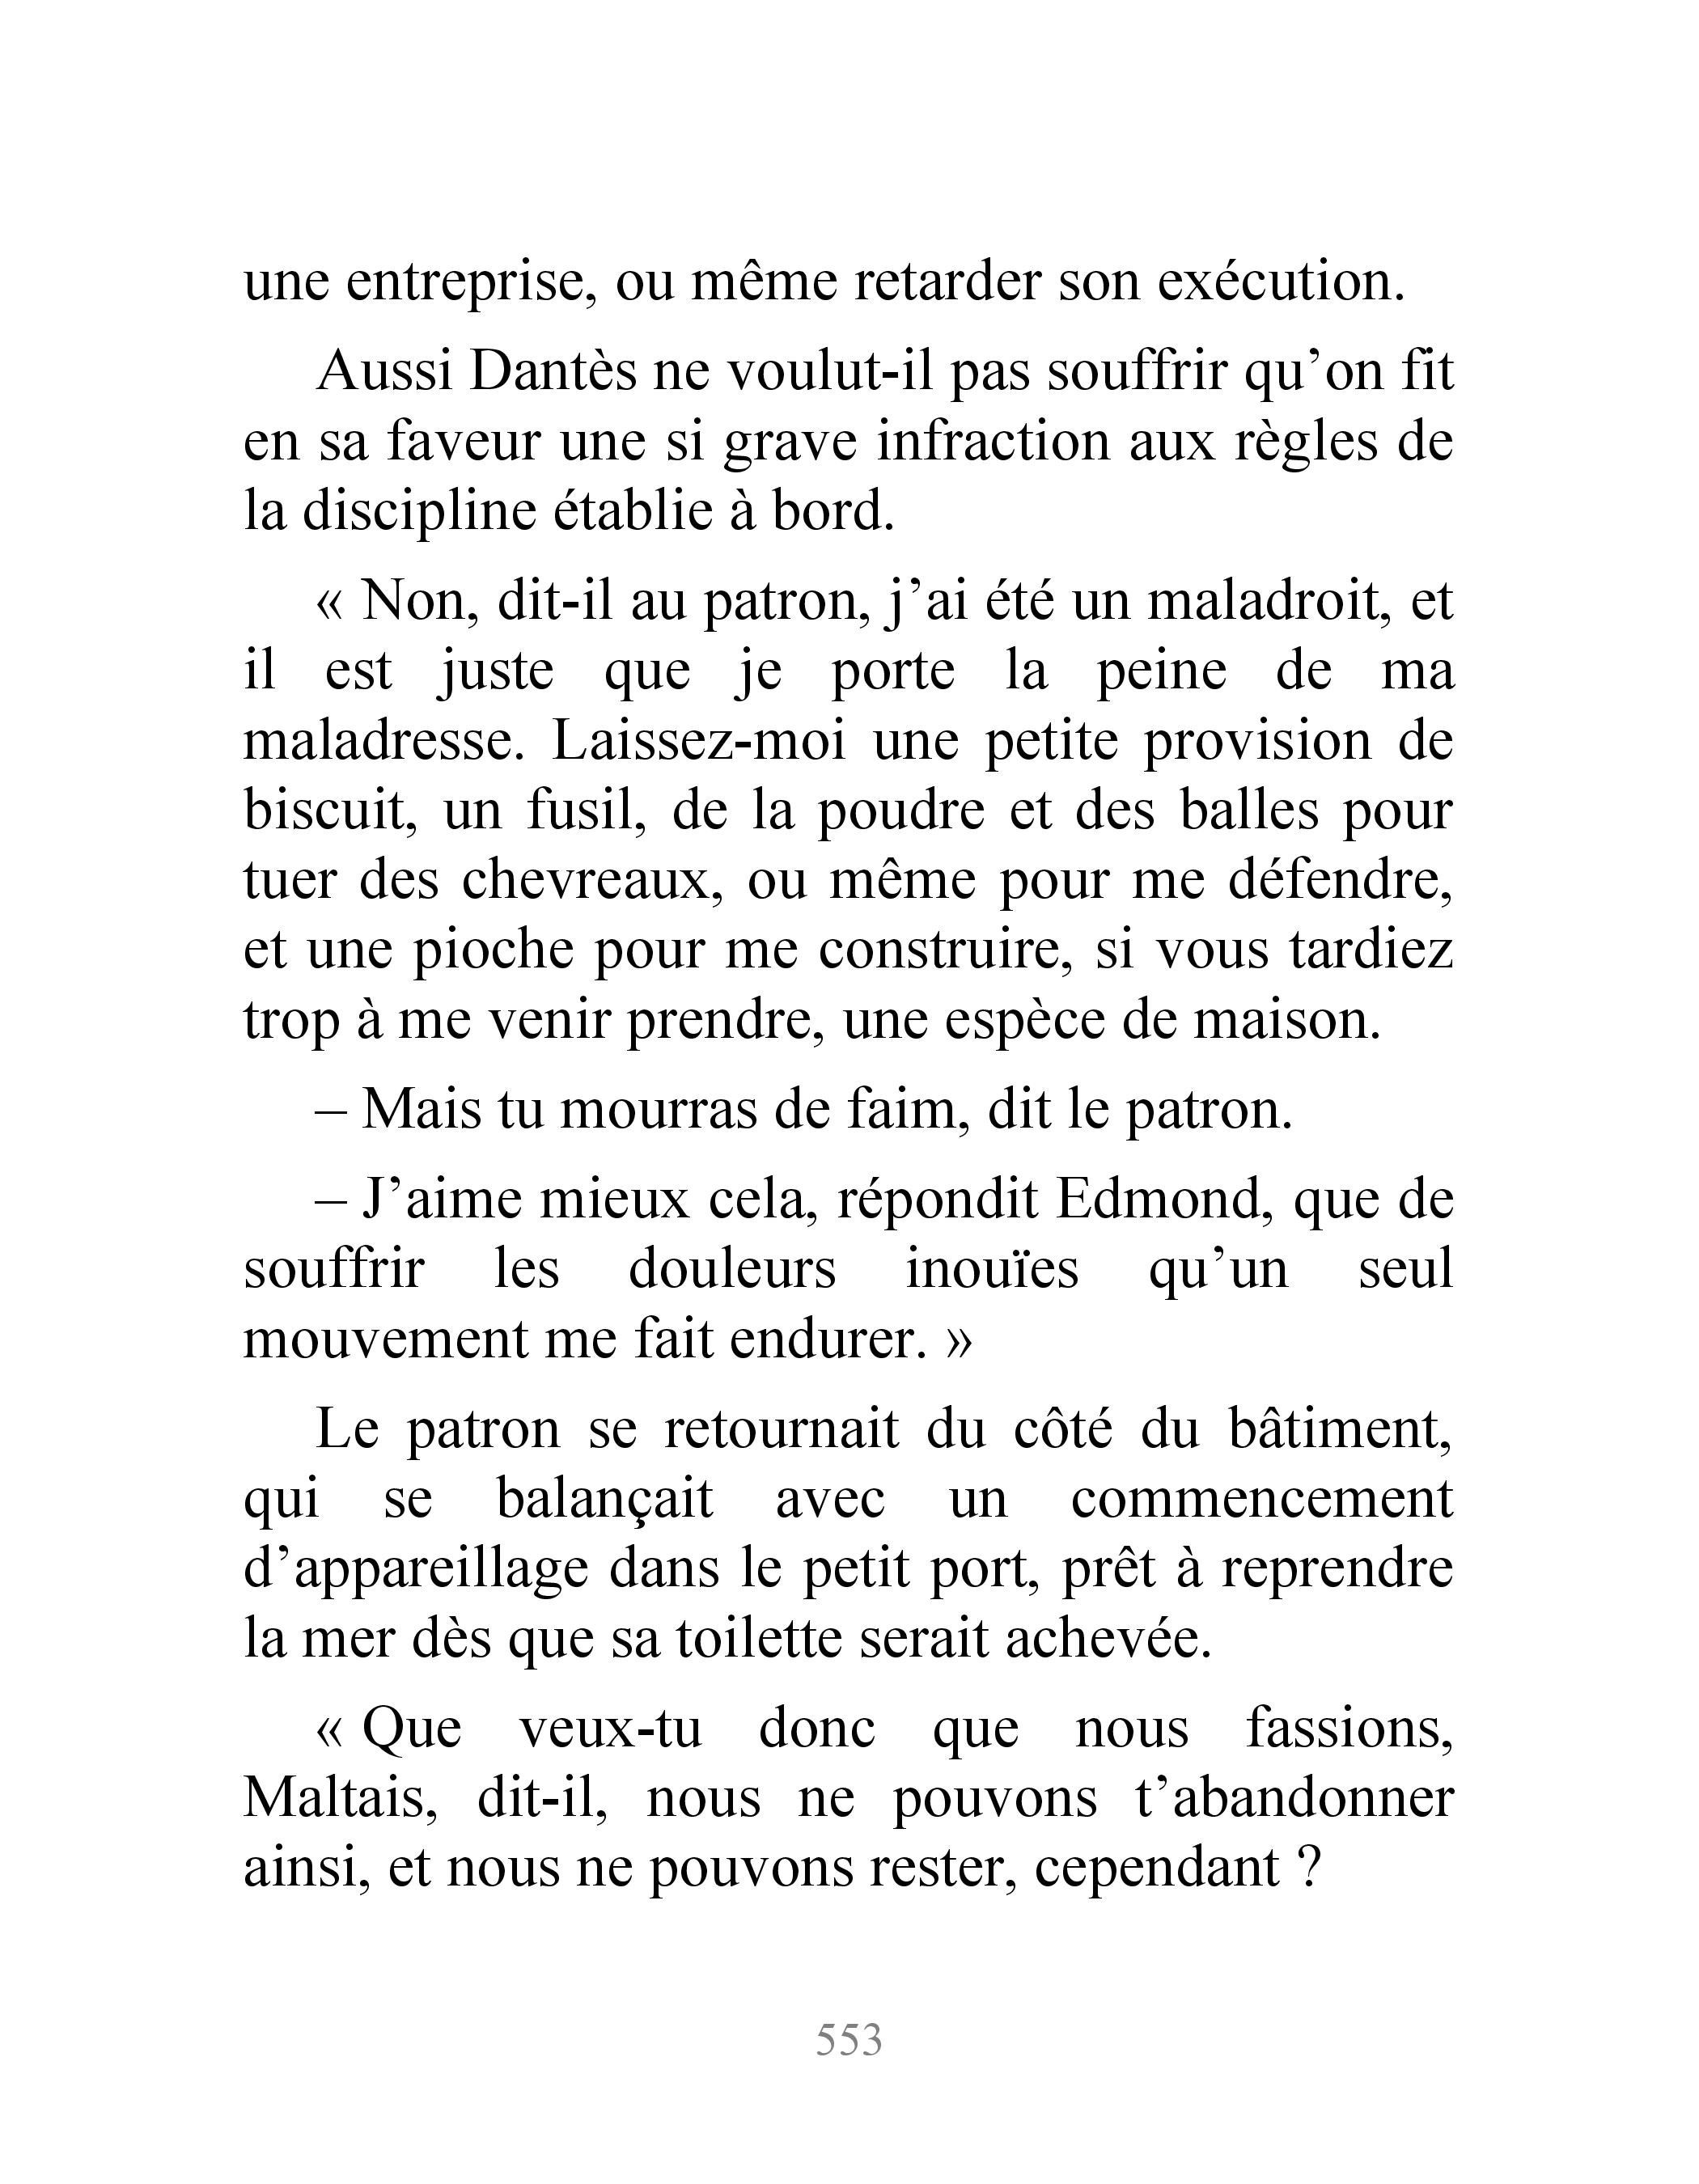 une entreprise, ou même retarder son exécution.
Aussi Dantès ne voulut-il pas souffrir qu’on fit
en sa faveur une si grave infraction aux règles de
la discipline établie à bord.
« Non, dit-il au patron, j’ai été un maladroit, et
il est juste que je porte la peine de ma
maladresse. Laissez-moi une petite provision de
biscuit, un fusil, de la poudre et des balles pour
tuer des chevreaux, ou même pour me défendre,
et une pioche pour me construire, si vous tardiez
trop à me venir prendre, une espèce de maison.
– Mais tu mourras de faim, dit le patron.
– J’aime mieux cela, répondit Edmond, que de
souffrir les douleurs inouïes qu’un seul
mouvement me fait endurer. »
Le patron se retournait du côté du bâtiment,
qui se balançait avec un commencement
d’appareillage dans le petit port, prêt à reprendre
la mer dès que sa toilette serait achevée.
« Que veux-tu donc que nous fassions,
Maltais, dit-il, nous ne pouvons t’abandonner
ainsi, et nous ne pouvons rester, cependant ?
553